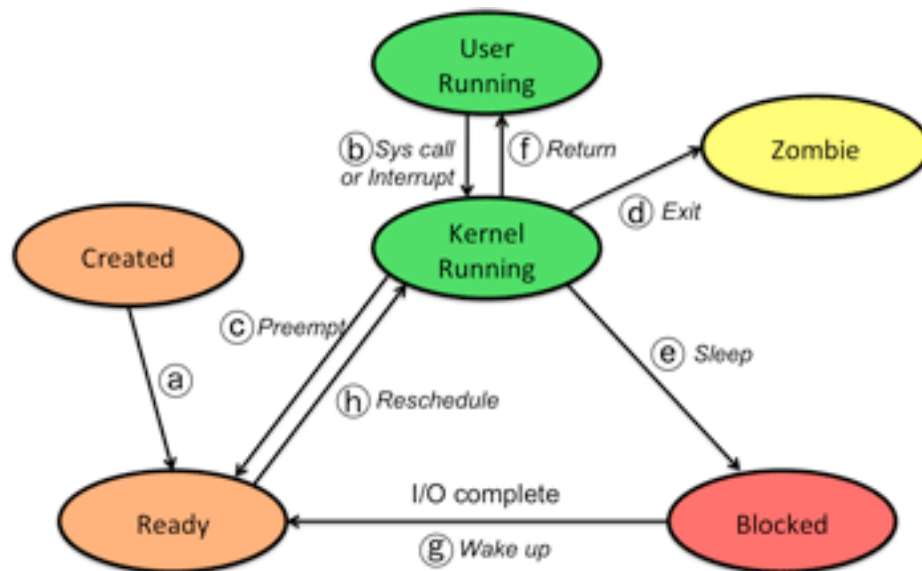 User
Running
ⓑ Sys call
or Interrupt
ⓕ Return
Zombie
ⓓ Exit
Kernel
Running
Created
ⓒ Preempt
ⓔ Sleep
ⓐ
ⓗ Reschedule
I/O complete
Ready
Blocked
ⓖ Wake up